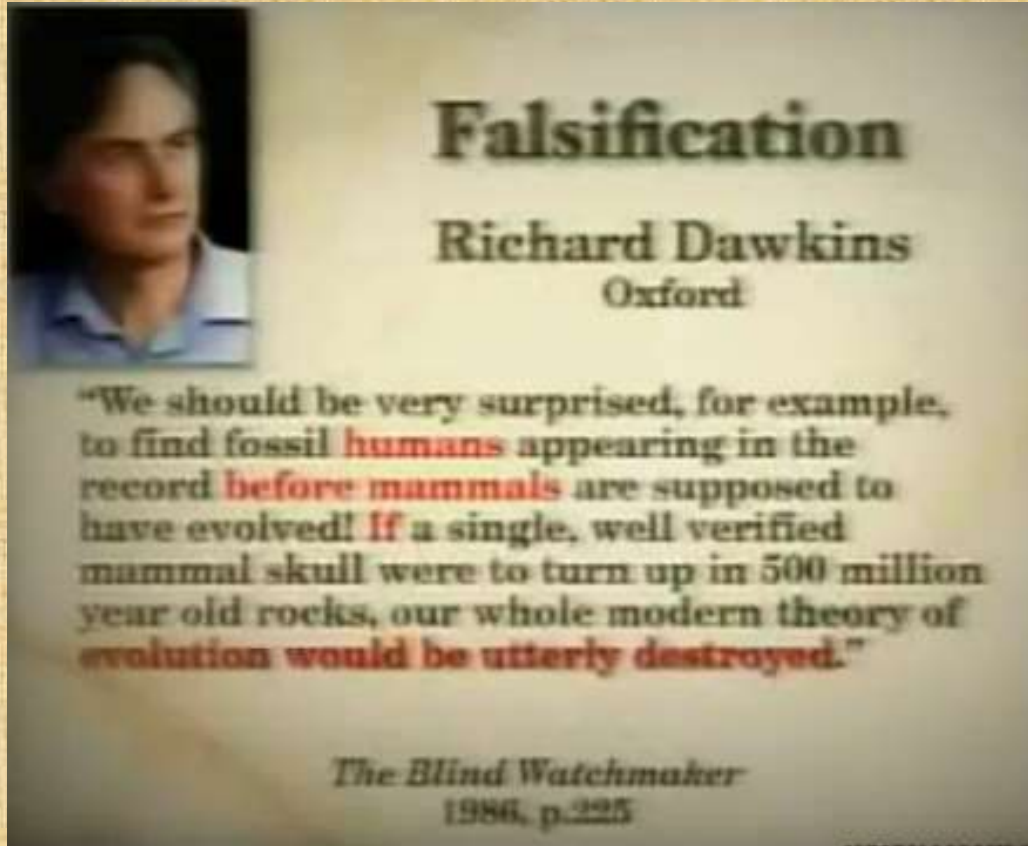 Falsification
Richard Dawkins
Oxford
“We should be very surprised, for example,
to find fossil humans appearing in the
record before mammals are supposed to
have evolved! If a single, well verified
mammal skull were to turn up in 500 million
year old rocks, our whole modern theory of
evolution would be utterly destroyed.”
The Blind Watchmaker
1986, p.225